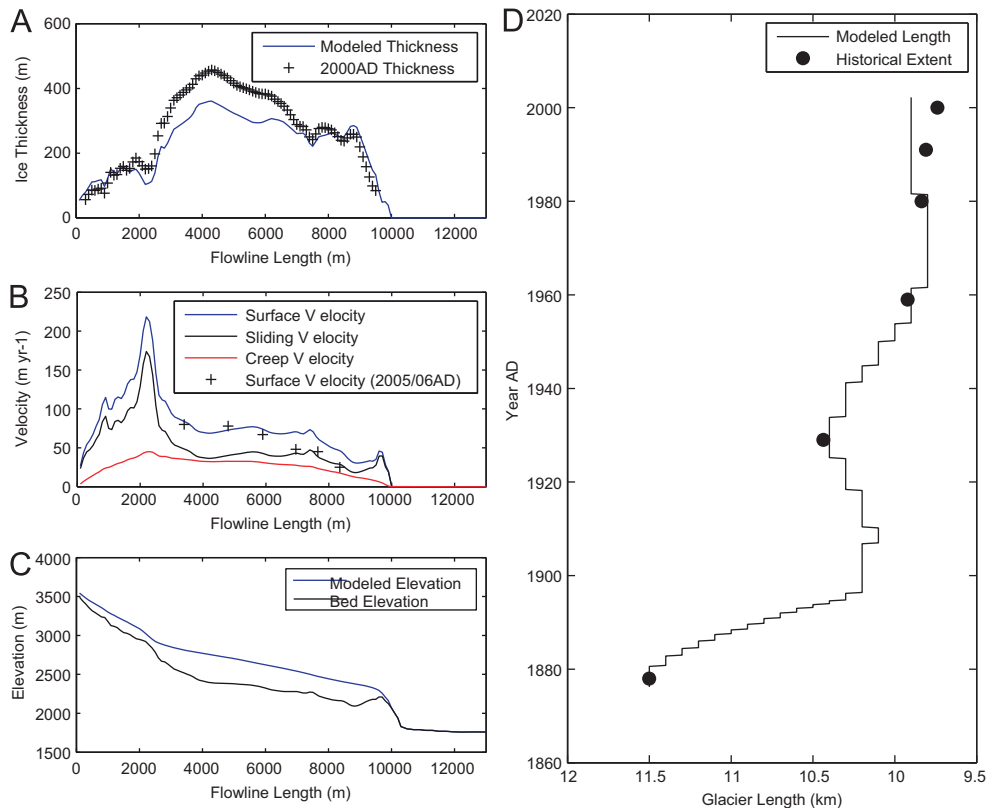 A
600
400
200
0
Ice Thickness (m)
Modeled Thickness
2000AD Thickness
0 2000 4000 6000 8000 10000 12000
Flowline Length (m)
B
250
200
150
100
50
0
Velocity (m yr-1)
Surface V elocity
Sliding V elocity
Creep V elocity
Surface V elocity (2005/06AD)
0 2000 4000 6000 8000 10000 12000
Flowline Length (m)
C
4000
3500
3000
2500
2000
1500
Elevation (m)
Modeled Elevation
Bed Elevation
0 2000 4000 6000 8000 10000 12000
Flowline Length (m)
D
2020
2000
1980
1960
1940
1920
1900
1880
1860
Year AD
Modeled Length
Historical Extent
12 11.5 11 10.5 10 9.5
Glacier Length (km)